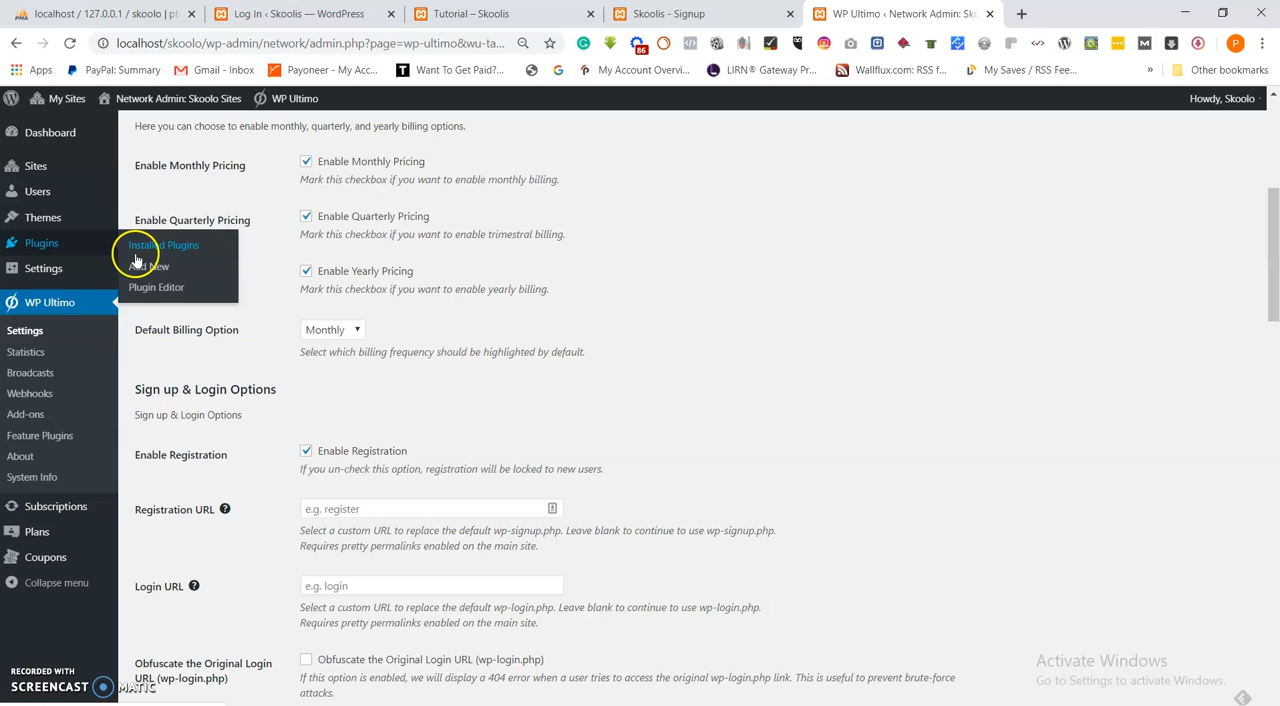 localhost / 127.0.0.1 / skoolo | ph
Log In ‹ Skoolis — WordPress
Tutorial – Skoolis
Skoolis - Signup
WP Ultimo ‹ Network Admin: Sk
localhost/skoolo/wp-admin/network/admin.php?page=wp-ultimo&wu-ta...
86
P
Apps
PayPal: Summary
Gmail - Inbox
Payoneer - My Acc...
Want To Get Paid?...
My Account Overvi...
LIRN® Gateway Pr...
Wallflux.com: RSS f...
My Saves / RSS Fee...
»
Other bookmarks
My Sites
Network Admin: Skoolo Sites
WP Ultimo
Howdy, Skoolo
Dashboard
Sites
Users
Themes
Plugins
Settings
WP Ultimo
Settings
Statistics
Broadcasts
Webhooks
Add-ons
Feature Plugins
About
System Info
Subscriptions
Plans
Coupons
Collapse menu
Installed Plugins
Add New
Plugin Editor
Here you can choose to enable monthly, quarterly, and yearly billing options.
Enable Monthly Pricing
Enable Monthly Pricing
Mark this checkbox if you want to enable monthly billing.
Enable Quarterly Pricing
Enable Quarterly Pricing
Mark this checkbox if you want to enable trimestral billing.
Enable Yearly Pricing
Mark this checkbox if you want to enable yearly billing.
Default Billing Option
Monthly
Select which billing frequency should be highlighted by default.
Sign up & Login Options
Sign up & Login Options
Enable Registration
Enable Registration
If you un-check this option, registration will be locked to new users.
Registration URL
e.g. register
Select a custom URL to replace the default wp-signup.php. Leave blank to continue to use wp-signup.php.
Requires pretty permalinks enabled on the main site.
Login URL
e.g. login
Select a custom URL to replace the default wp-login.php. Leave blank to continue to use wp-login.php.
Requires pretty permalinks enabled on the main site.
Obfuscate the Original Login
URL (wp-login.php)
Obfuscate the Original Login URL (wp-login.php)
If this option is enabled, we will display a 404 error when a user tries to access the original wp-login.php link. This is useful to prevent brute-force
attacks.
Activate Windows
Go to Settings to activate Windows.
RECORDED WITH
SCREENCAST MATIC